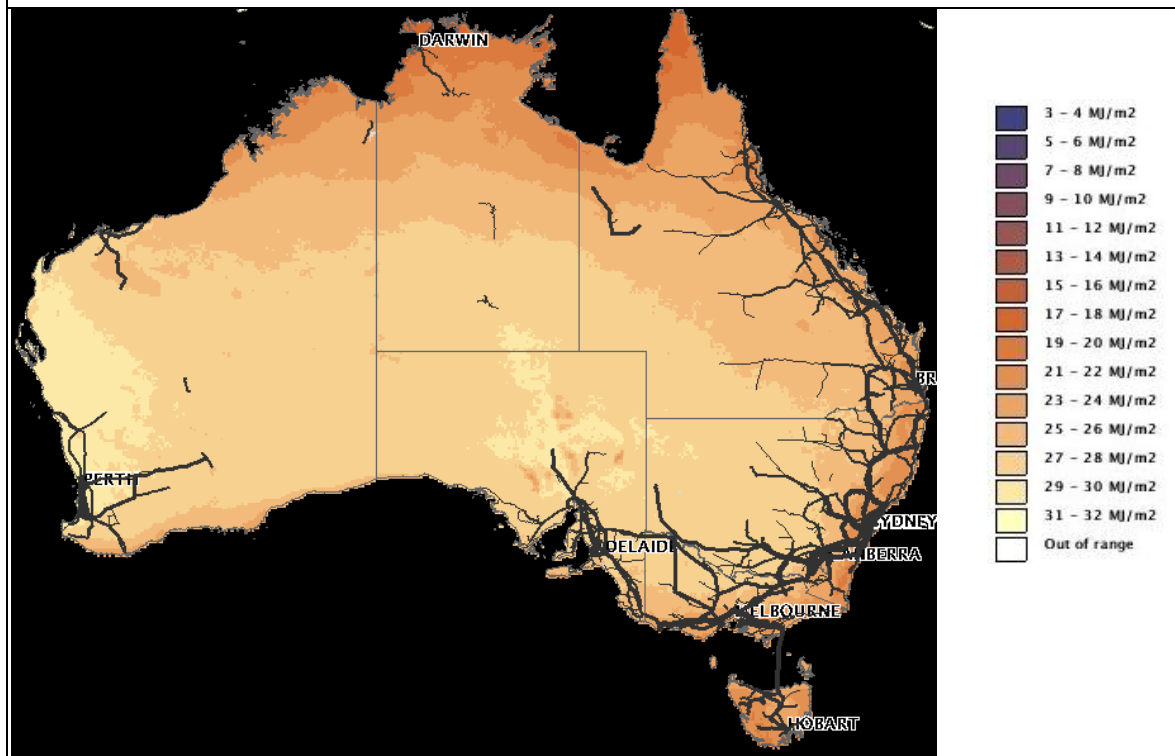 DARWIN
BR
PERTH
YDNEY
DELAIDE
BERRA
ELBOURNE
HOBART
3 - 4 MJ/m2
5 - 6 MJ/m2
7 - 8 MJ/m2
9 - 10 MJ/m2
11 - 12 MJ/m2
13 - 14 MJ/m2
15 - 16 MJ/m2
17 - 18 MJ/m2
19 - 20 MJ/m2
21 - 22 MJ/m2
23 - 24 MJ/m2
25 - 26 MJ/m2
27 - 28 MJ/m2
29 - 30 MJ/m2
31 - 32 MJ/m2
Out of range